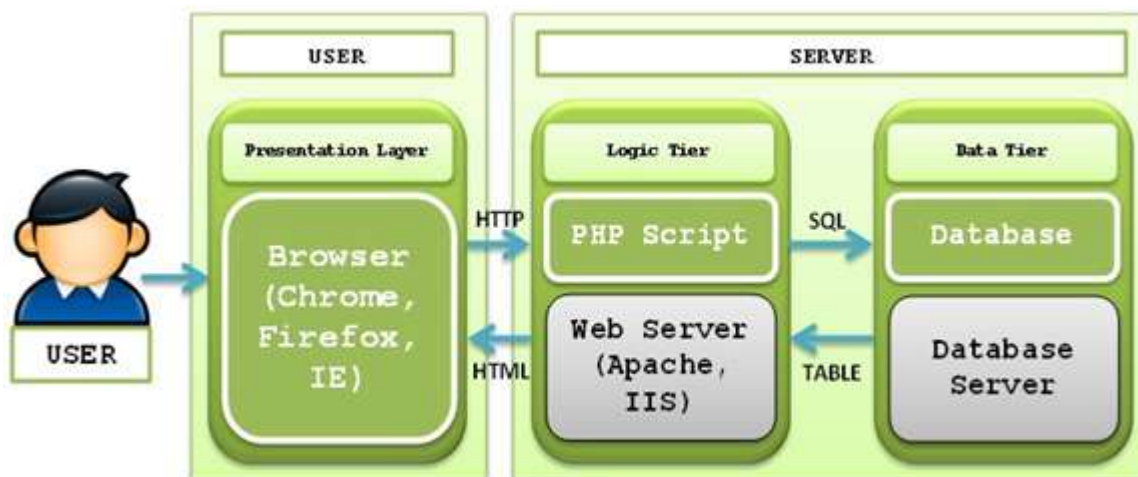 USER
SERVER
Presentation Layer
Logic Tier
Data Tier
HTTP
PHP Script
SQL
Database
Browser
(Chrome,
Firefox,
IE)
HTML
Web Server
(Apache,
IIS)
TABLE
Database
Server
USER